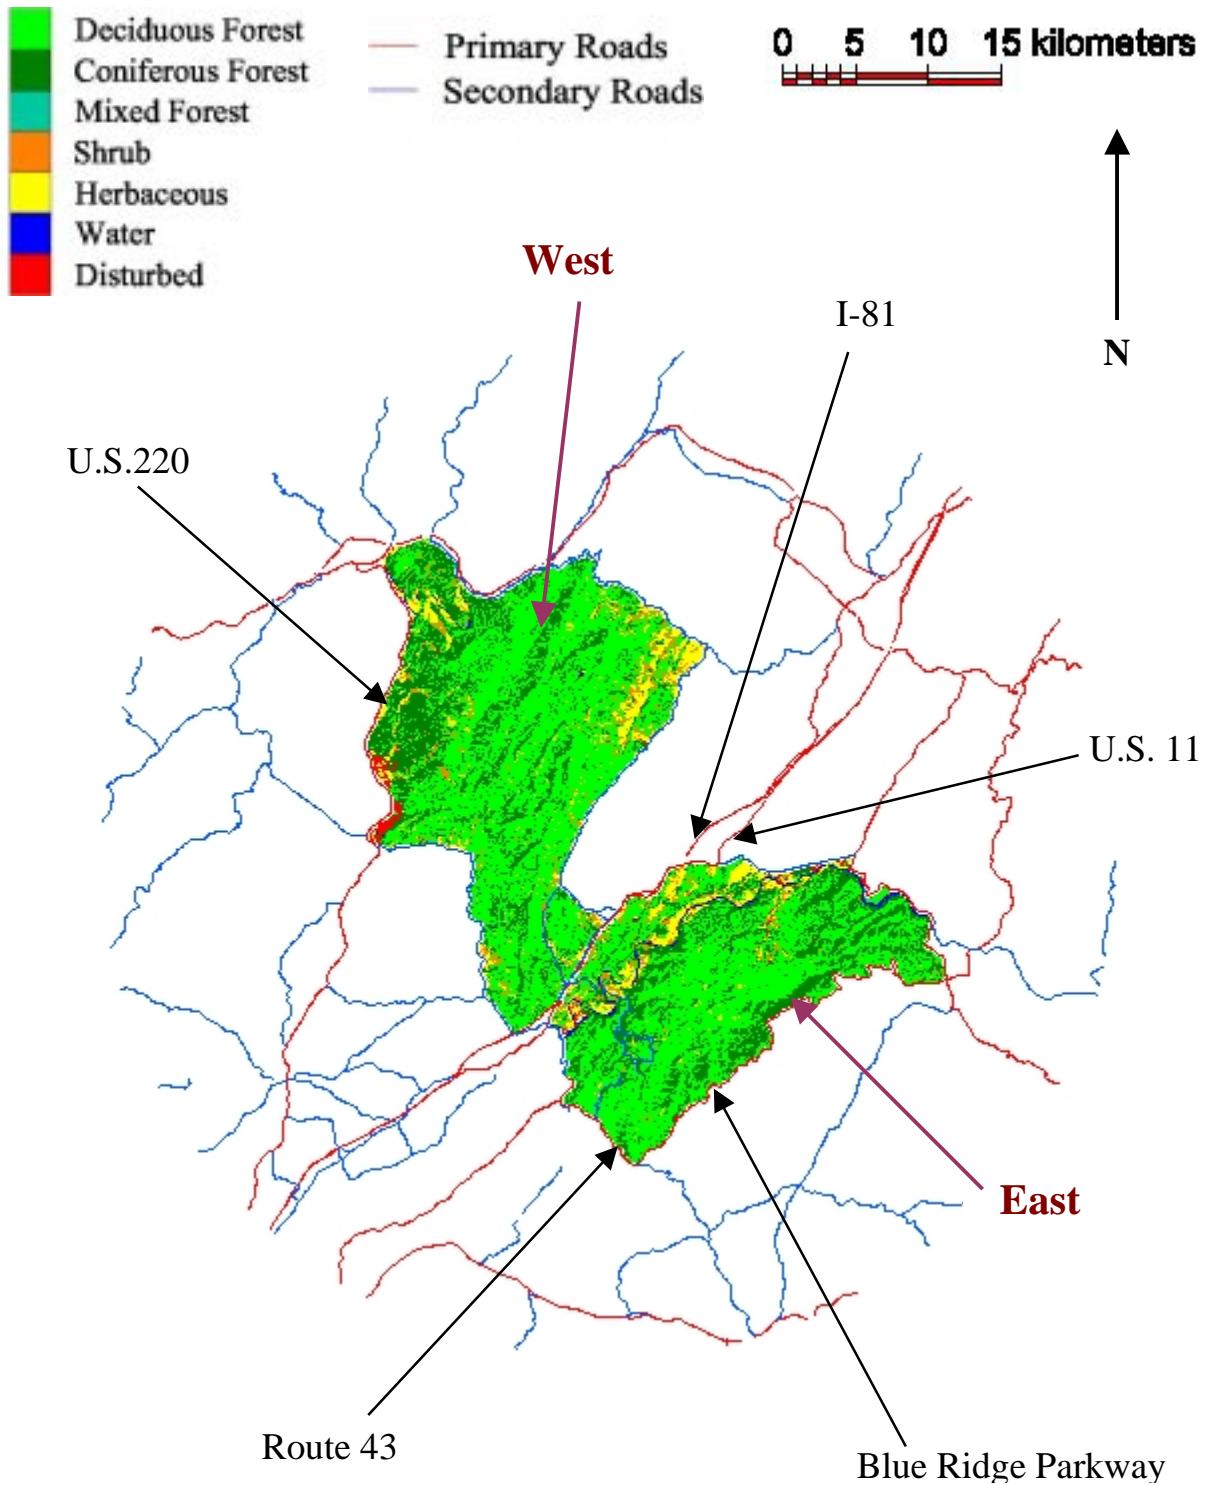 Deciduous Forest
Coniferous Forest
Mixed Forest
Shrub
Herbaceous
Water
Disturbed
Primary Roads
Secondary Roads
0 5 10 15 kilometers
N
West
I-81
U.S.220
U.S. 11
East
Route 43
Blue Ridge Parkway